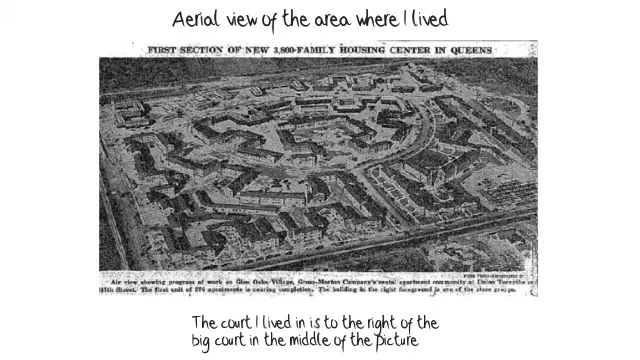 Aerial view of the area where I lived
FIRST SECTION OF NEW 3,800-FAMILY HOUSING CENTER IN QUEENS
Air view showing progress of work on Glen Oaks Village, Gross-Morton Company's rental apartment community at Union Turnpike
247th Street. The first unit of 576 apartments is nearing completion. The building in the right foreground is one of the store groups.
The court I lived in is to the right of the
big court in the middle of the picture